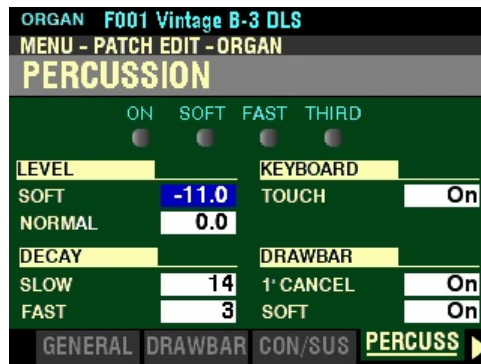 ORGAN F001 Vintage B-3 DLS
MENU - PATCH EDIT - ORGAN
PERCUSSION
ON SOFT FAST THIRD
LEVEL KEYBOARD
SOFT -11.0 TOUCH On
NORMAL 0.0
DECAY DRAWBAR
SLOW 14 1' CANCEL On
FAST 3 SOFT On
GENERAL DRAWBAR CON/SUS PERCUSS